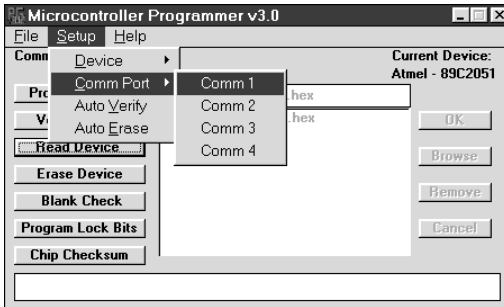 Microcontroller Programmer v3.0
File Setup Help
Comm
Current Device:
Atmel - 89C2051
Device
Comm Port
Auto Verify
Auto Erase
Comm 1
Comm 2
Comm 3
Comm 4
.hex
.hex
Read Device
Erase Device
Blank Check
Program Lock Bits
Chip Checksum
OK
Browse
Remove
Cancel